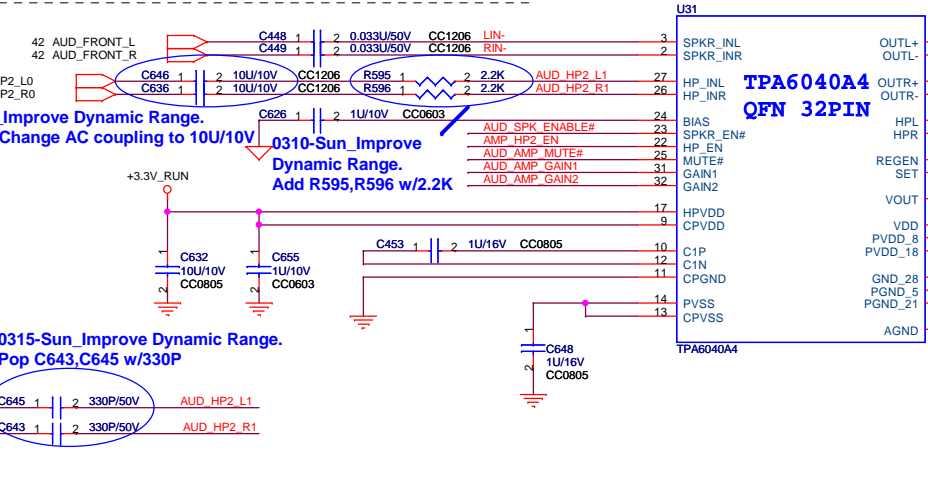 U31
42 AUD_FRONT_L C448 1 2 0.033U/50V CC1206 LIN- 3 SPKR_INL OUTL+
42 AUD_FRONT_R C449 1 2 0.033U/50V CC1206 RIN- 2 SPKR_INR OUTL-
P2_L0 C646 1 2 10U/10V CC1206 R595 1 2 2.2K AUD_HP2_L1 27 HP_INL OUTR+
P2_R0 C636 1 2 10U/10V CC1206 R596 1 2 2.2K AUD_HP2_R1 26 HP_INR OUTR-
TPA6040A4
QFN 32PIN
Improve Dynamic Range.
Change AC coupling to 10U/10V
C626 1 2 1U/10V CC0603 24 BIAS HPL
0310-Sun_Improve
Dynamic Range.
Add R595,R596 w/2.2K
AUD_SPK_ENABLE# 23 SPKR_EN# HPR
AMP_HP2_EN 22 HP_EN
AUD_AMP_MUTE# 25 MUTE# REGEN
AUD_AMP_GAIN1 31 GAIN1 SET
AUD_AMP_GAIN2 32 GAIN2
VOUT
+3.3V_RUN
17 HPVDD
9 CPVDD VDD
PVDD_8
C453 1 2 1U/16V CC0805 10 C1P PVDD_18
12 C1N
11 CPGND GND_28
PGND_5
PGND_21
1 C632 2
10U/10V
CC0805
1 C655 2
1U/10V
CC0603
14 PVSS
13 CPVSS
AGND
TPA6040A4
1 C648 2
1U/16V
CC0805
0315-Sun_Improve Dynamic Range.
Pop C643,C645 w/330P
C645 1 2 330P/50V AUD_HP2_L1
C643 1 2 330P/50V AUD_HP2_R1